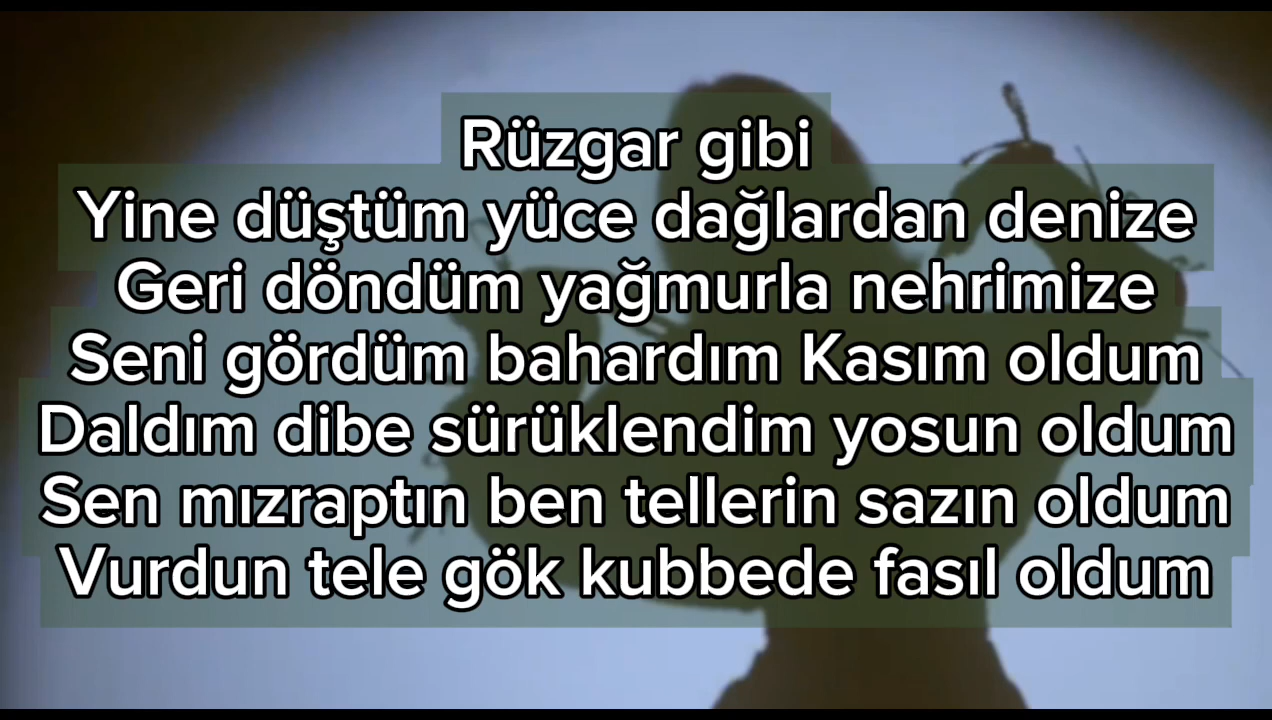 Rüzgar gibi
Yine düştüm yüce dağlardan denize
Geri döndüm yağmurla nehrimize
Seni gördüm bahardım Kasım oldum
Daldım dibe sürüklendim yosun oldum
Sen mızraptın ben tellerin sazın oldum
Vurdun tele gök kubbede fasıl oldum